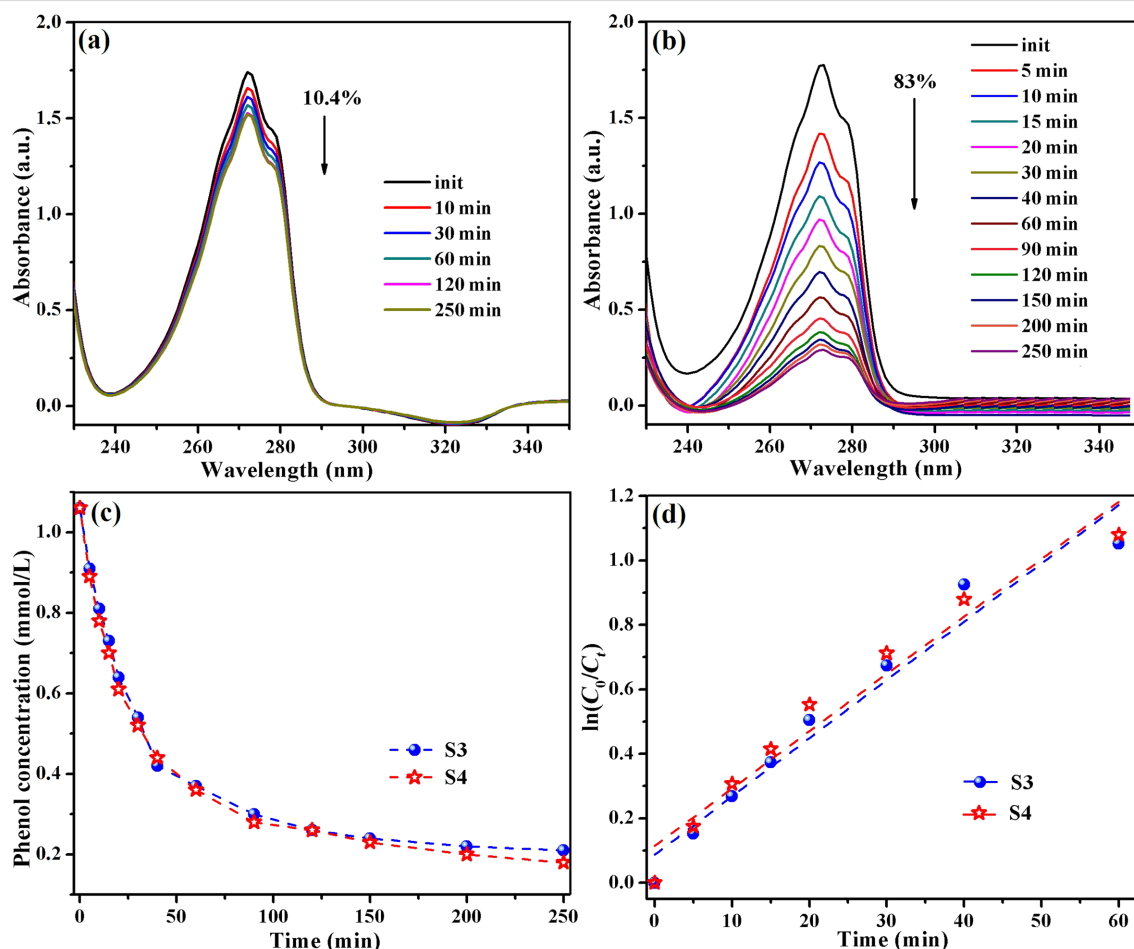 (a)
10.4%
init
10 min
30 min
60 min
120 min
250 min
2.0
1.5
1.0
0.5
0.0
Absorbance (a.u.)
240 260 280 300 320 340
Wavelength (nm)
(b)
83%
init
5 min
10 min
15 min
20 min
30 min
40 min
60 min
90 min
120 min
150 min
200 min
250 min
2.0
1.5
1.0
0.5
0.0
Absorbance (a.u.)
240 260 280 300 320 340
Wavelength (nm)
(c)
S3
S4
1.0
0.8
0.6
0.4
0.2
Phenol concentration (mmol/L)
0 50 100 150 200 250
Time (min)
(d)
S3
S4
1.2
1.0
0.8
0.6
0.4
0.2
0.0
ln(C0/Ct)
0 10 20 30 40 50 60
Time (min)